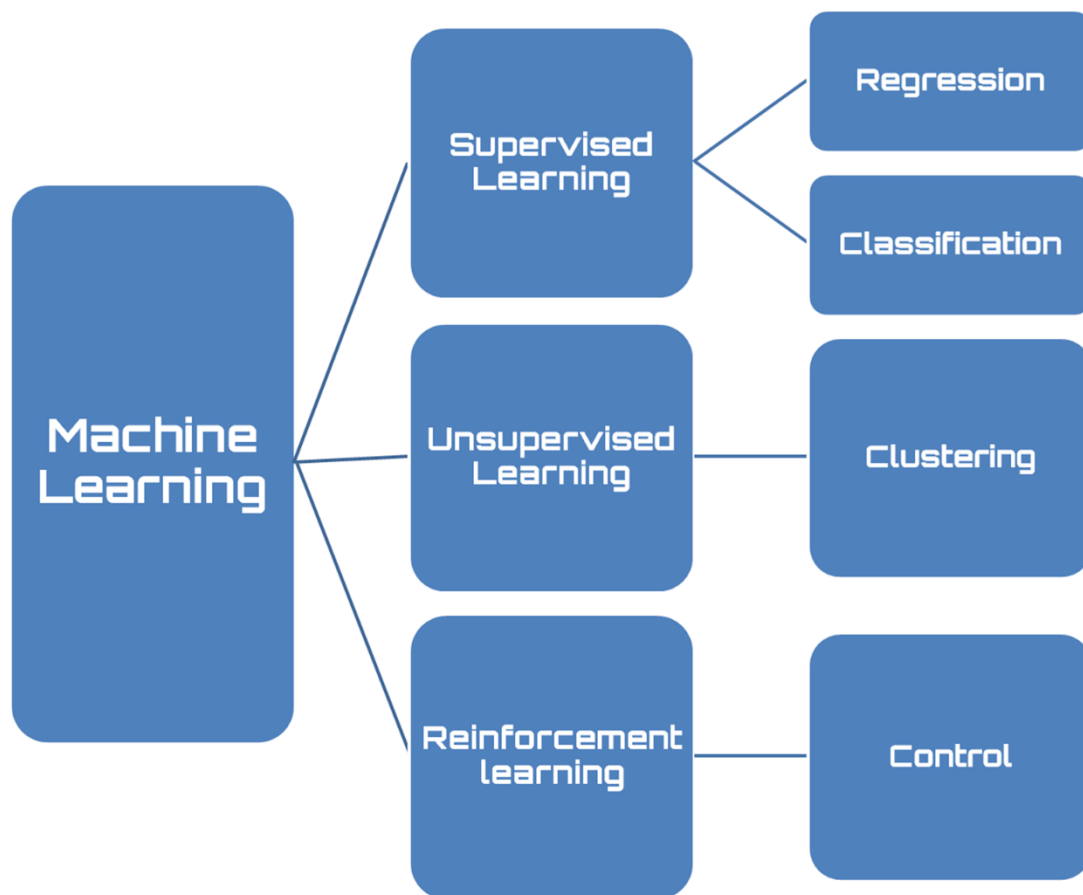 Machine
Learning
Supervised
Learning
Regression
Classification
Unsupervised
Learning
Clustering
Reinforcement
learning
Control